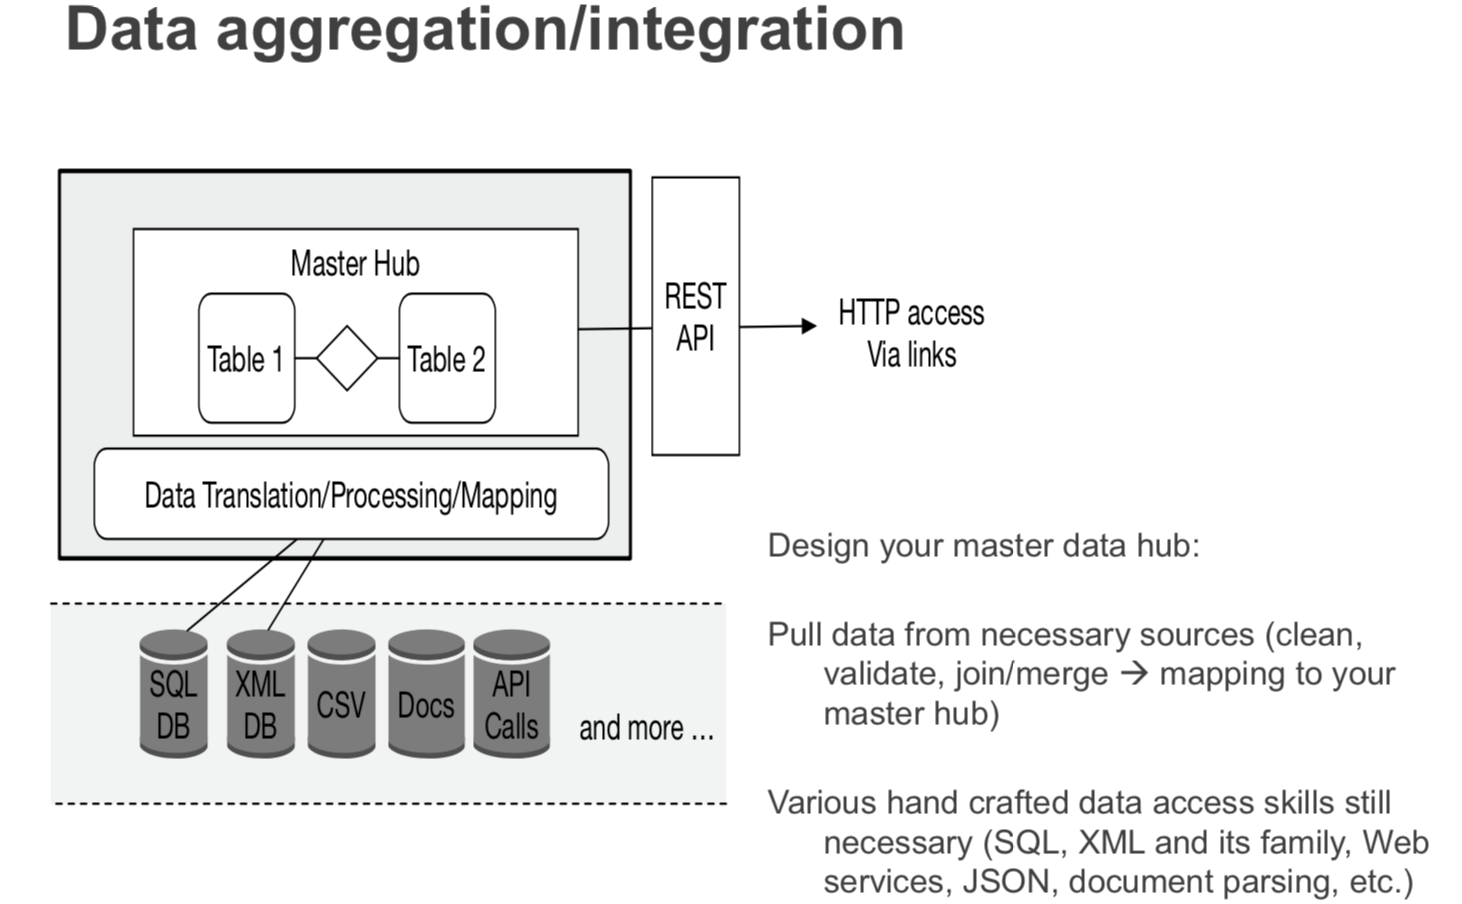 Data aggregation/integration
Master Hub
Table 1
Table 2
REST
API
HTTP access
Via links
Data Translation/Processing/Mapping
SQL
DB
XML
DB
CSV
Docs
API
Calls
and more ...
Design your master data hub:
Pull data from necessary sources (clean,
validate, join/merge → mapping to your
master hub)
Various hand crafted data access skills still
necessary (SQL, XML and its family, Web
services, JSON, document parsing, etc.)